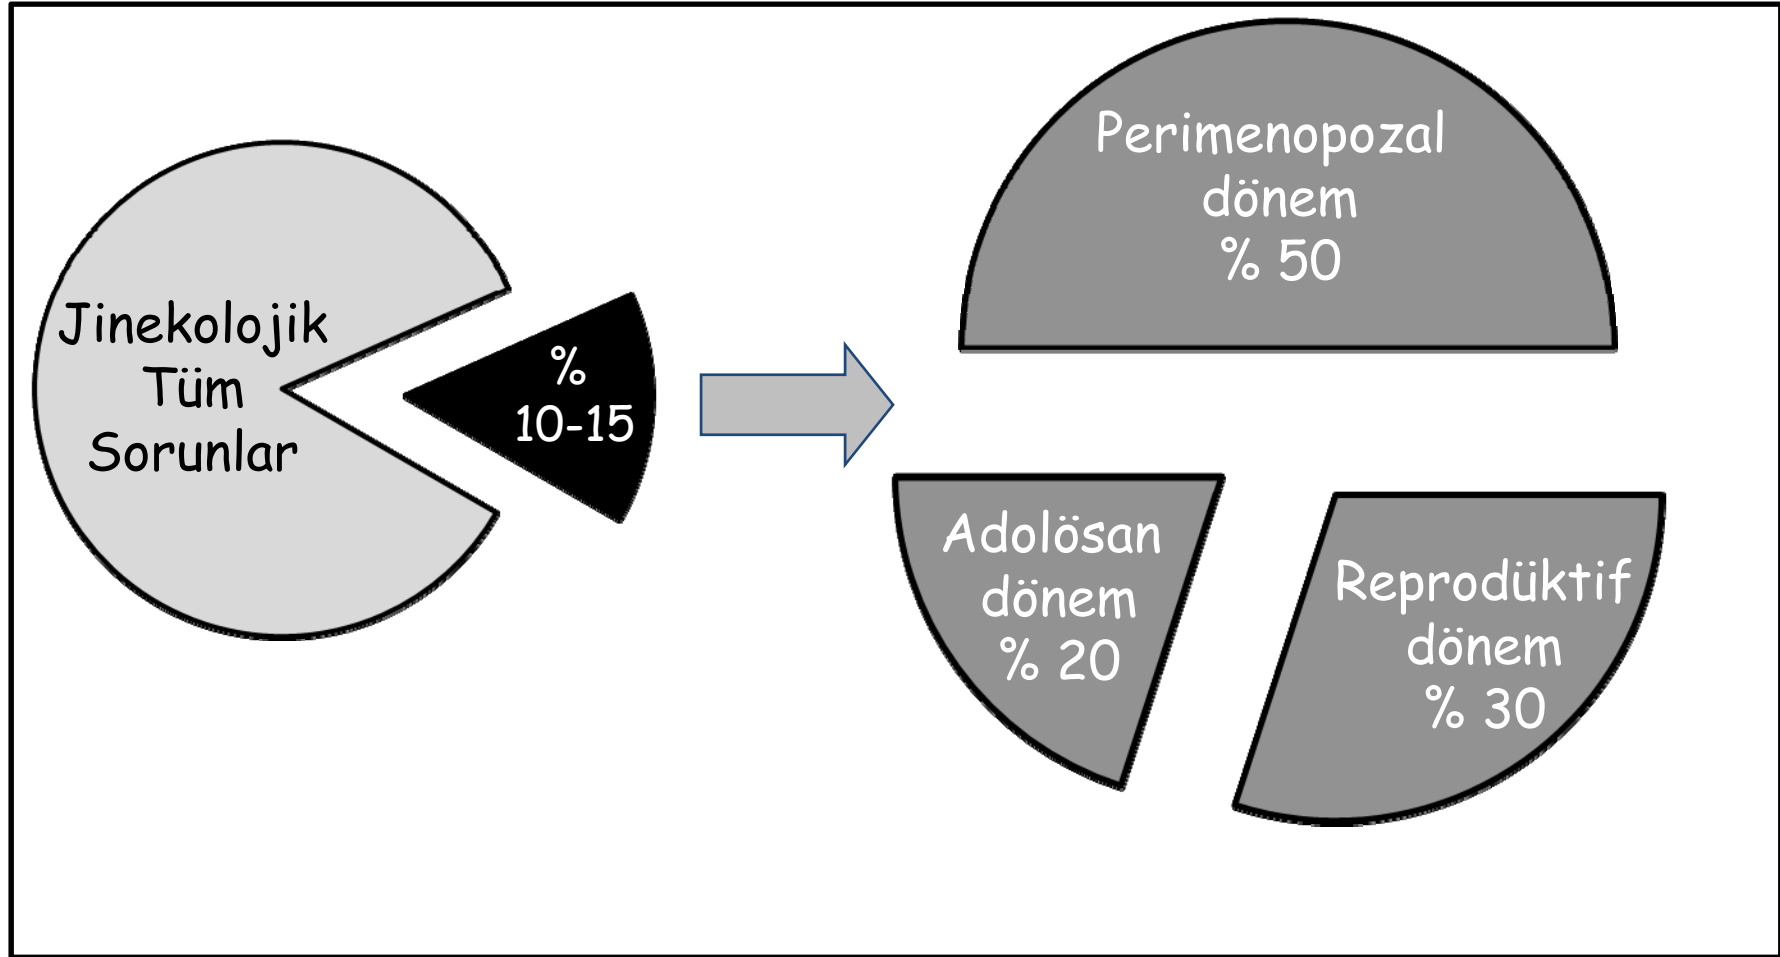 Jinekolojik
Tüm
Sorunlar
%
10-15
Perimenopozal
dönem
% 50
Adolösan
dönem
% 20
Reprodüktif
dönem
% 30